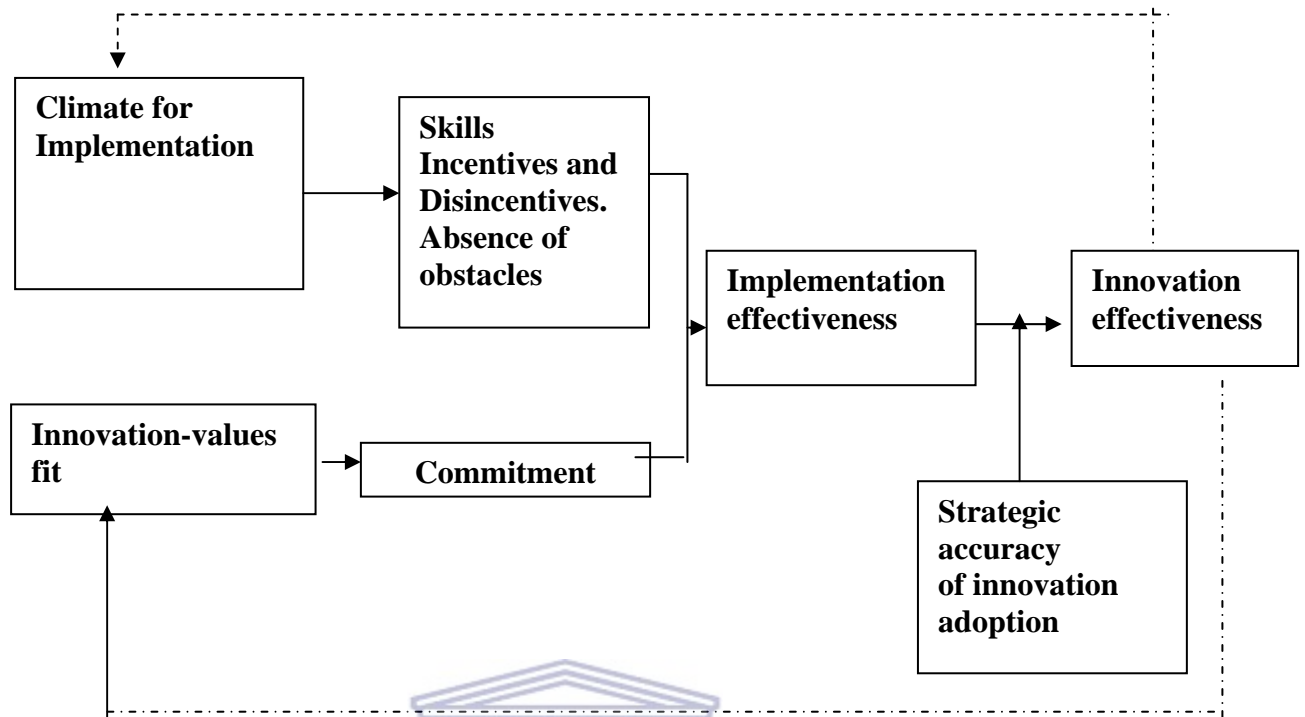 Climate for
Implementation
Skills
Incentives and
Disincentives.
Absence of
obstacles
Implementation
effectiveness
Innovation
effectiveness
Innovation-values
fit
Commitment
Strategic
accuracy
of innovation
adoption